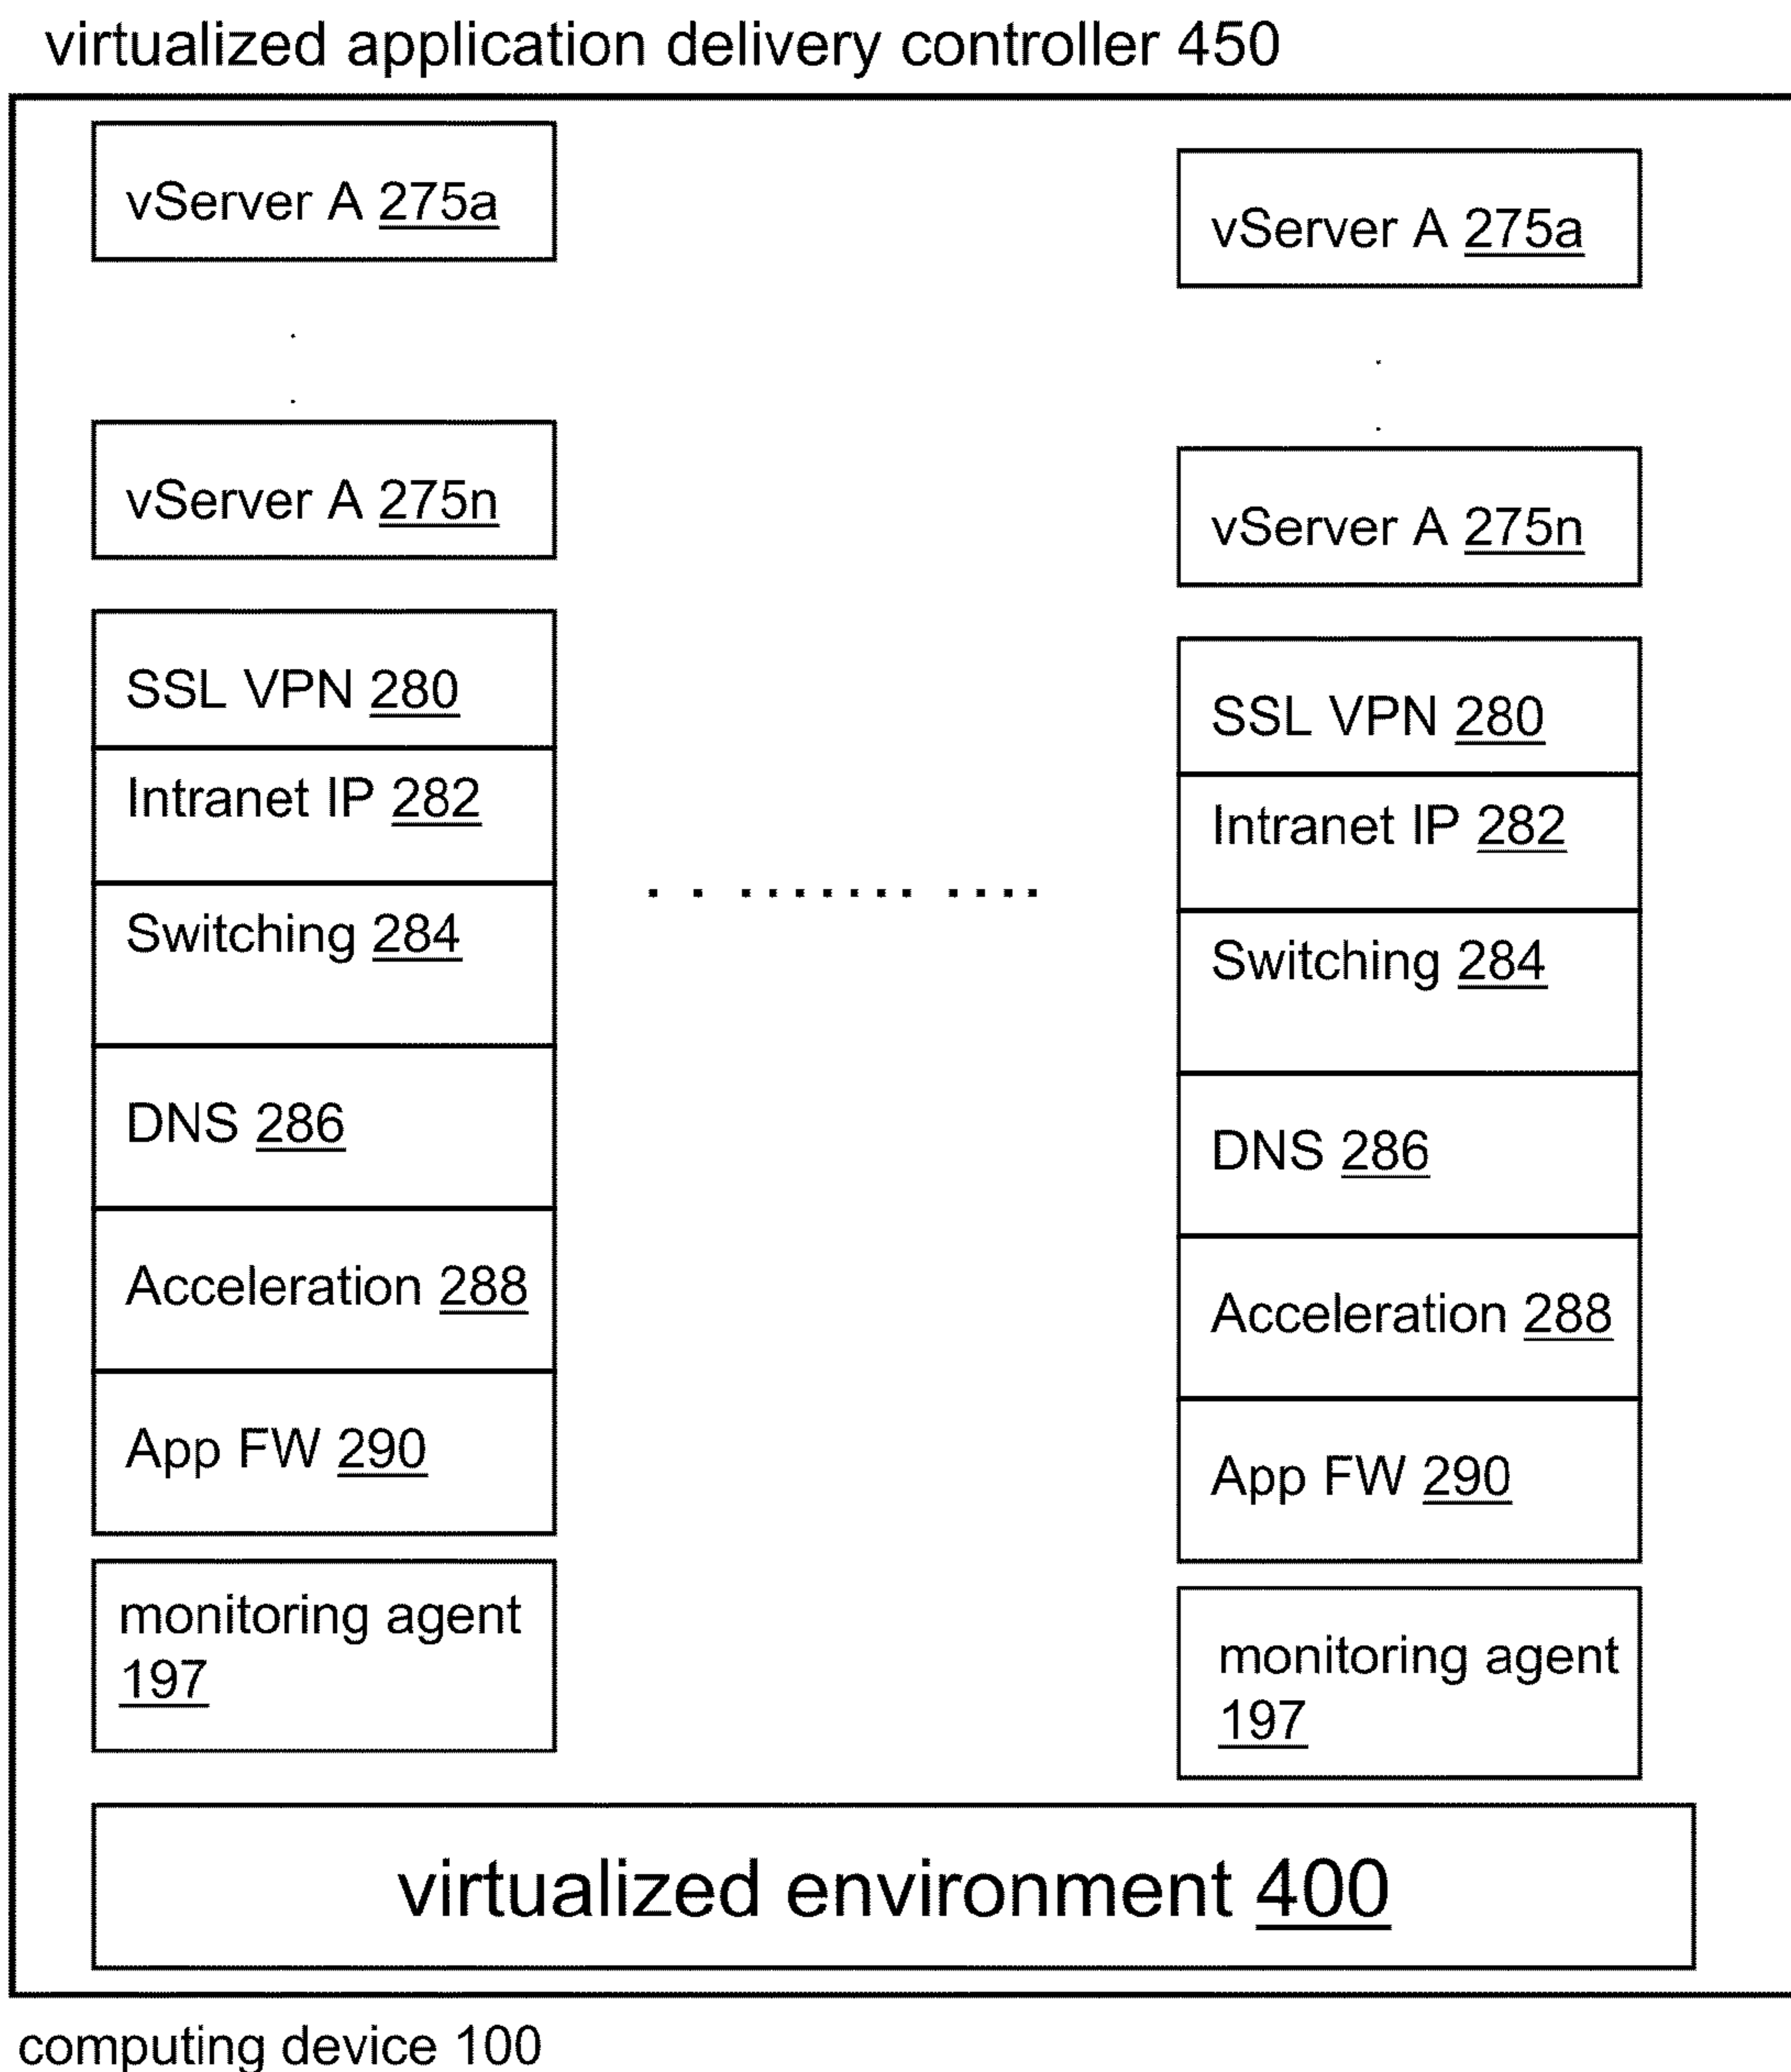 virtualized application delivery controller 450
vServer A 275a
vServer A 275n
SSL VPN 280
Intranet IP 282
Switching 284
DNS 286
Acceleration 288
App FW 290
monitoring agent
197
vServer A 275a
vServer A 275n
SSL VPN 280
Intranet IP 282
Switching 284
DNS 286
Acceleration 288
App FW 290
monitoring agent
197
virtualized environment 400
computing device 100